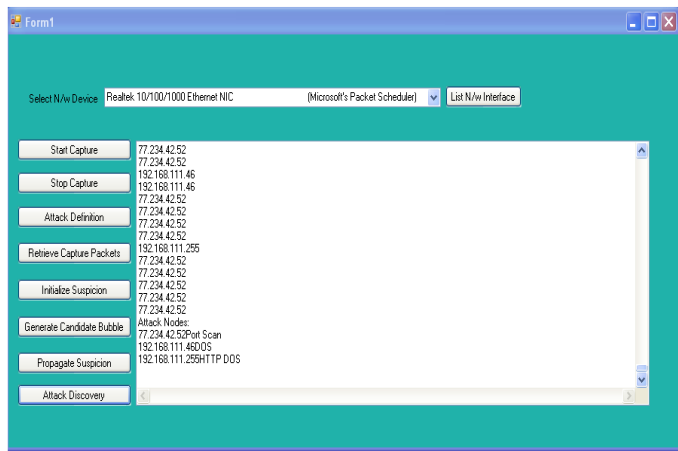 Form1
Select N/w Device Realtek 10/100/1000 Ethernet NIC (Microsoft's Packet Scheduler) List N/w Interface
Start Capture
Stop Capture
Attack Definition
Retrieve Capture Packets
Initialize Suspicion
Generate Candidate Bubble
Propagate Suspicion
Attack Discovery
77.234.42.52
77.234.42.52
192.168.111.46
192.168.111.46
77.234.42.52
77.234.42.52
77.234.42.52
77.234.42.52
192.168.111.255
77.234.42.52
77.234.42.52
77.234.42.52
77.234.42.52
77.234.42.52
Attack Nodes:
77.234.42.52Port Scan
192.168.111.46DOS
192.168.111.255HTTP DOS